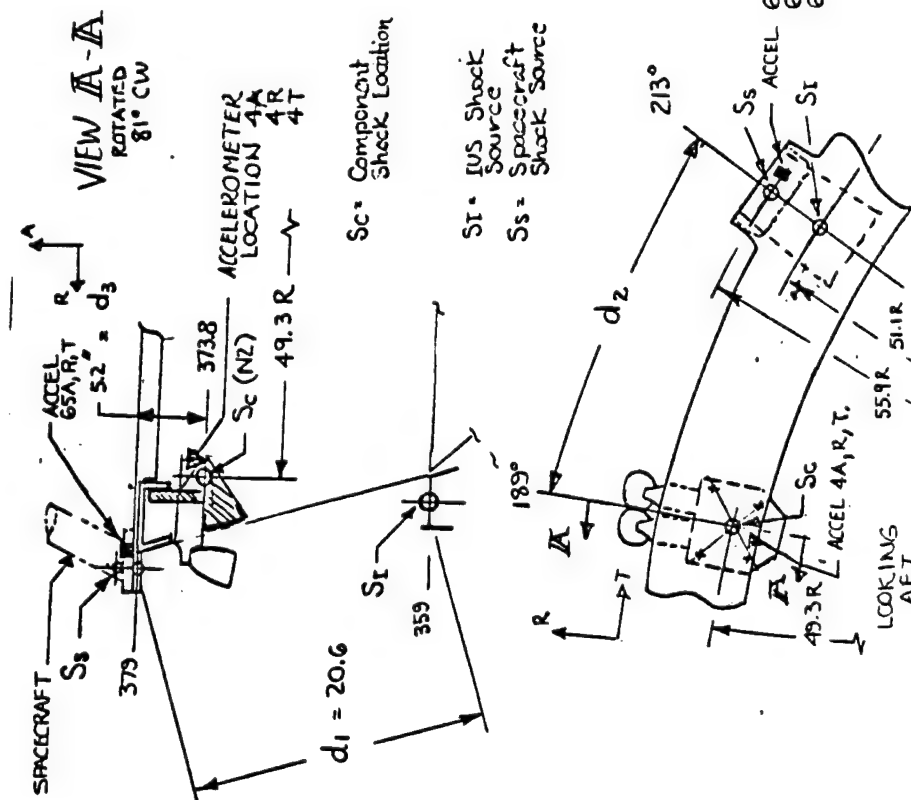 VIEW A-A
ROTATED
81° CW
A
R
SPACECRAFT
Ss
379
ACCEL
65A, R, T
5.2" = d3
373.8
ACCELEROMETER
LOCATION 4A
4R
4T
Sc (N2)
49.3 R
Sc = Component
Shock Location
SI = IUS Shock
Source
Ss = Spacecraft
Shock Source
SI
359
d1 = 20.6
189°
d2
213°
Ss
ACCEL
SI
A
R
T
Sc
ACCEL 4A, R, T.
A
49.3 R
55.9 R
51.1 R
LOOKING
AFT